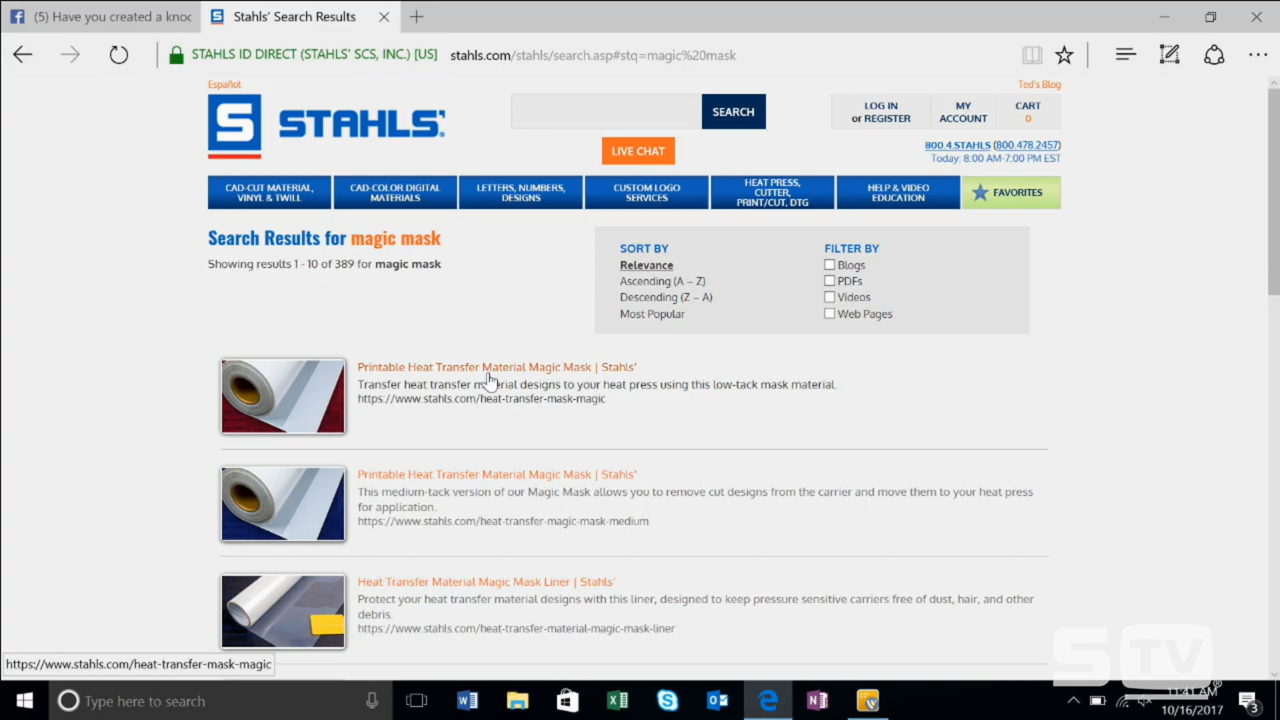 (5) Have you created a knoc
Stahls' Search Results
STAHLS ID DIRECT (STAHLS' SCS, INC.) [US]
stahls.com/stahls/search.asp#stq=magic%20mask
Español
Ted's Blog
S STAHLS'
SEARCH
LOG IN
or REGISTER
MY
ACCOUNT
CART
0
LIVE CHAT
800.4.STAHLS (800.478.2457)
Today: 8:00 AM-7:00 PM EST
CAD-CUT MATERIAL,
VINYL & TWILL
CAD-COLOR DIGITAL
MATERIALS
LETTERS, NUMBERS,
DESIGNS
CUSTOM LOGO
SERVICES
HEAT PRESS,
CUTTER,
PRINT/CUT, DTG
HELP & VIDEO
EDUCATION
FAVORITES
Search Results for magic mask
Showing results 1 - 10 of 389 for magic mask
SORT BY
Relevance
Ascending (A – Z)
Descending (Z – A)
Most Popular
FILTER BY
Blogs
PDFs
Videos
Web Pages
Printable Heat Transfer Material Magic Mask | Stahls'
Transfer heat transfer material designs to your heat press using this low-tack mask material.
https://www.stahls.com/heat-transfer-mask-magic
Printable Heat Transfer Material Magic Mask | Stahls'
This medium-tack version of our Magic Mask allows you to remove cut designs from the carrier and move them to your heat press
for application.
https://www.stahls.com/heat-transfer-magic-mask-medium
Heat Transfer Material Magic Mask Liner | Stahls'
Protect your heat transfer material designs with this liner, designed to keep pressure sensitive carriers free of dust, hair, and other
debris.
https://www.stahls.com/heat-transfer-material-magic-mask-liner
https://www.stahls.com/heat-transfer-mask-magic
STV
Type here to search
11:41 AM
10/16/2017
3